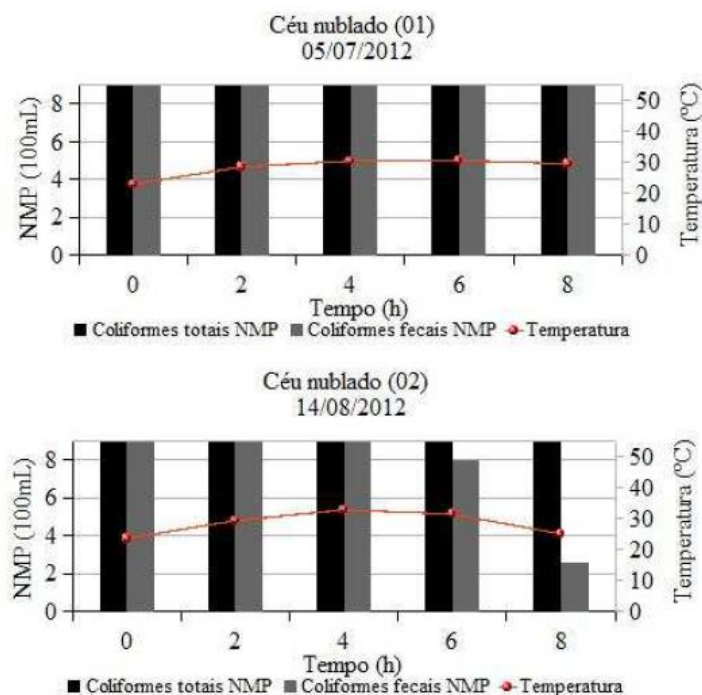 Céu nublado (01)
05/07/2012
NMP (100mL)
8
6
4
2
0
50
40
30
20
10
0
Temperatura (ºC)
0 2 4 6 8
Tempo (h)
Coliformes totais NMP Coliformes fecais NMP Temperatura
Céu nublado (02)
14/08/2012
NMP (100mL)
8
6
4
2
0
50
40
30
20
10
0
Temperatura (ºC)
0 2 4 6 8
Tempo (h)
Coliformes totais NMP Coliformes fecais NMP Temperatura